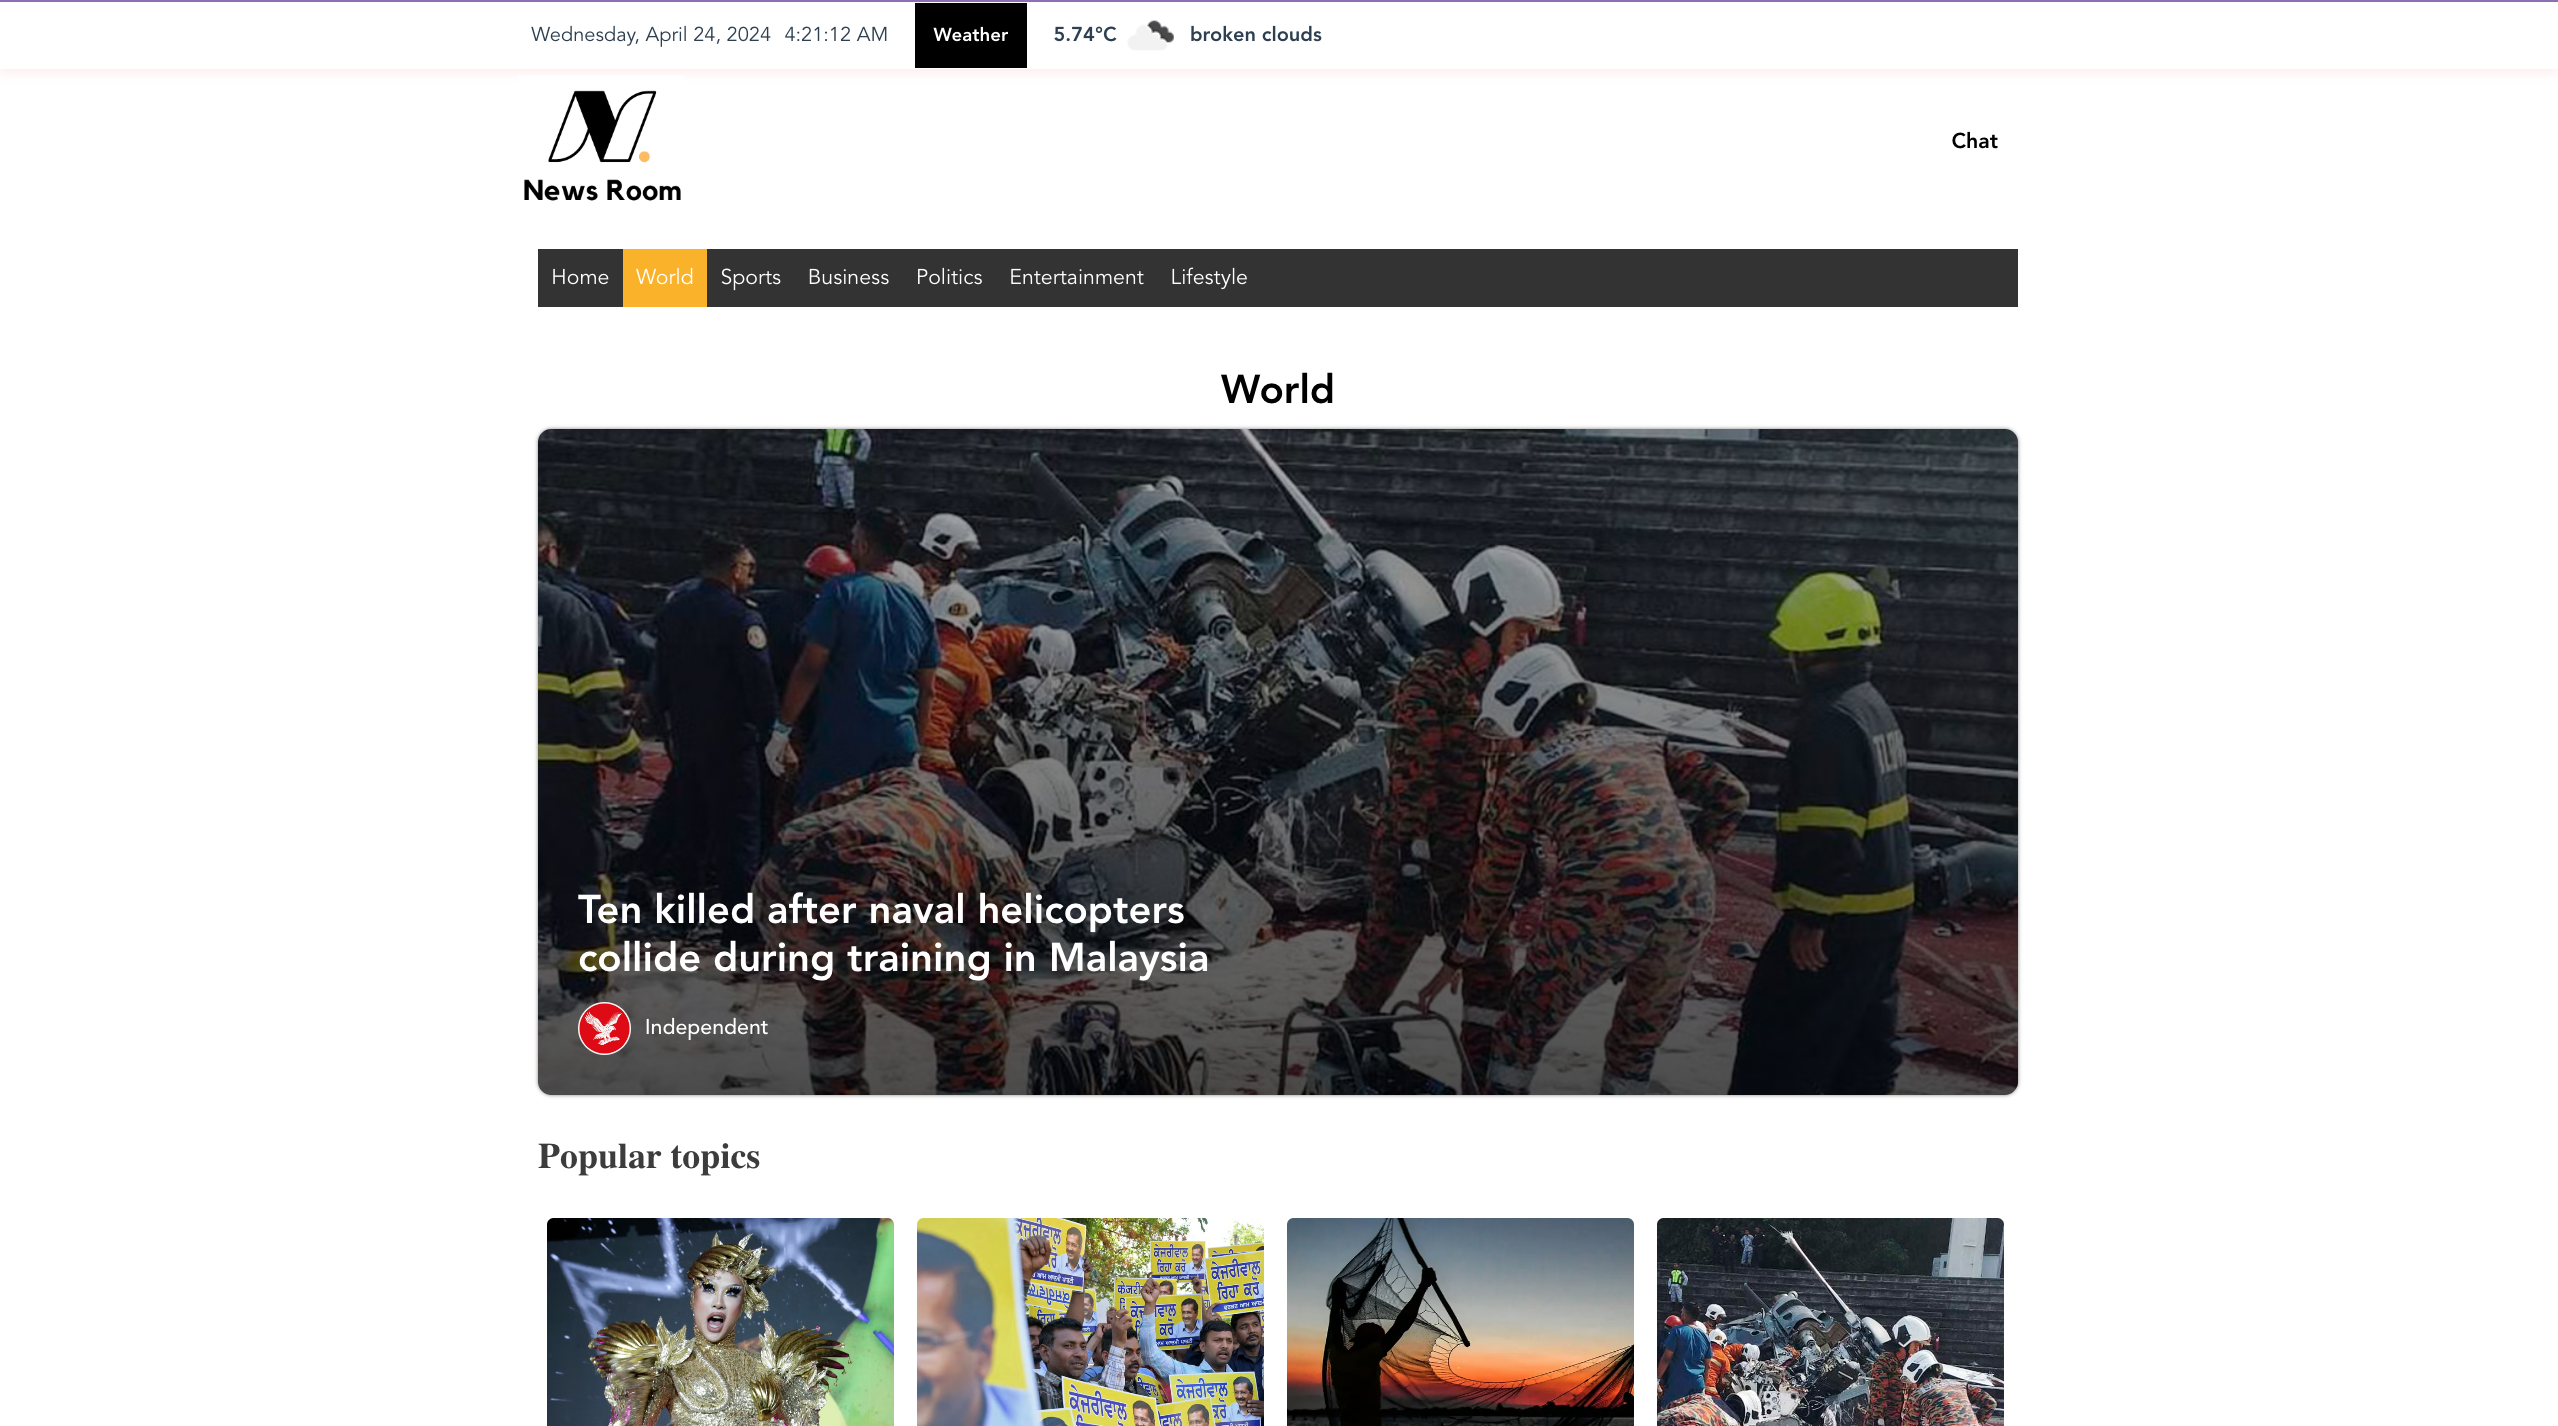 Wednesday, April 24, 2024 4:21:12 AM Weather 5.74°C broken clouds
News Room
Chat
Home World Sports Business Politics Entertainment Lifestyle
World
Ten killed after naval helicopters
collide during training in Malaysia
Independent
Popular topics
ਕੇਜਰੀਵਾਲ
ਰਿਹਾ ਕਰੋ
ਕੇਜਰੀਵਾਲ
ਰਿਹਾ ਕਰੋ
ਕੇਜਰੀਵਾਲ
ਕੇਜਰੀਵਾਲ